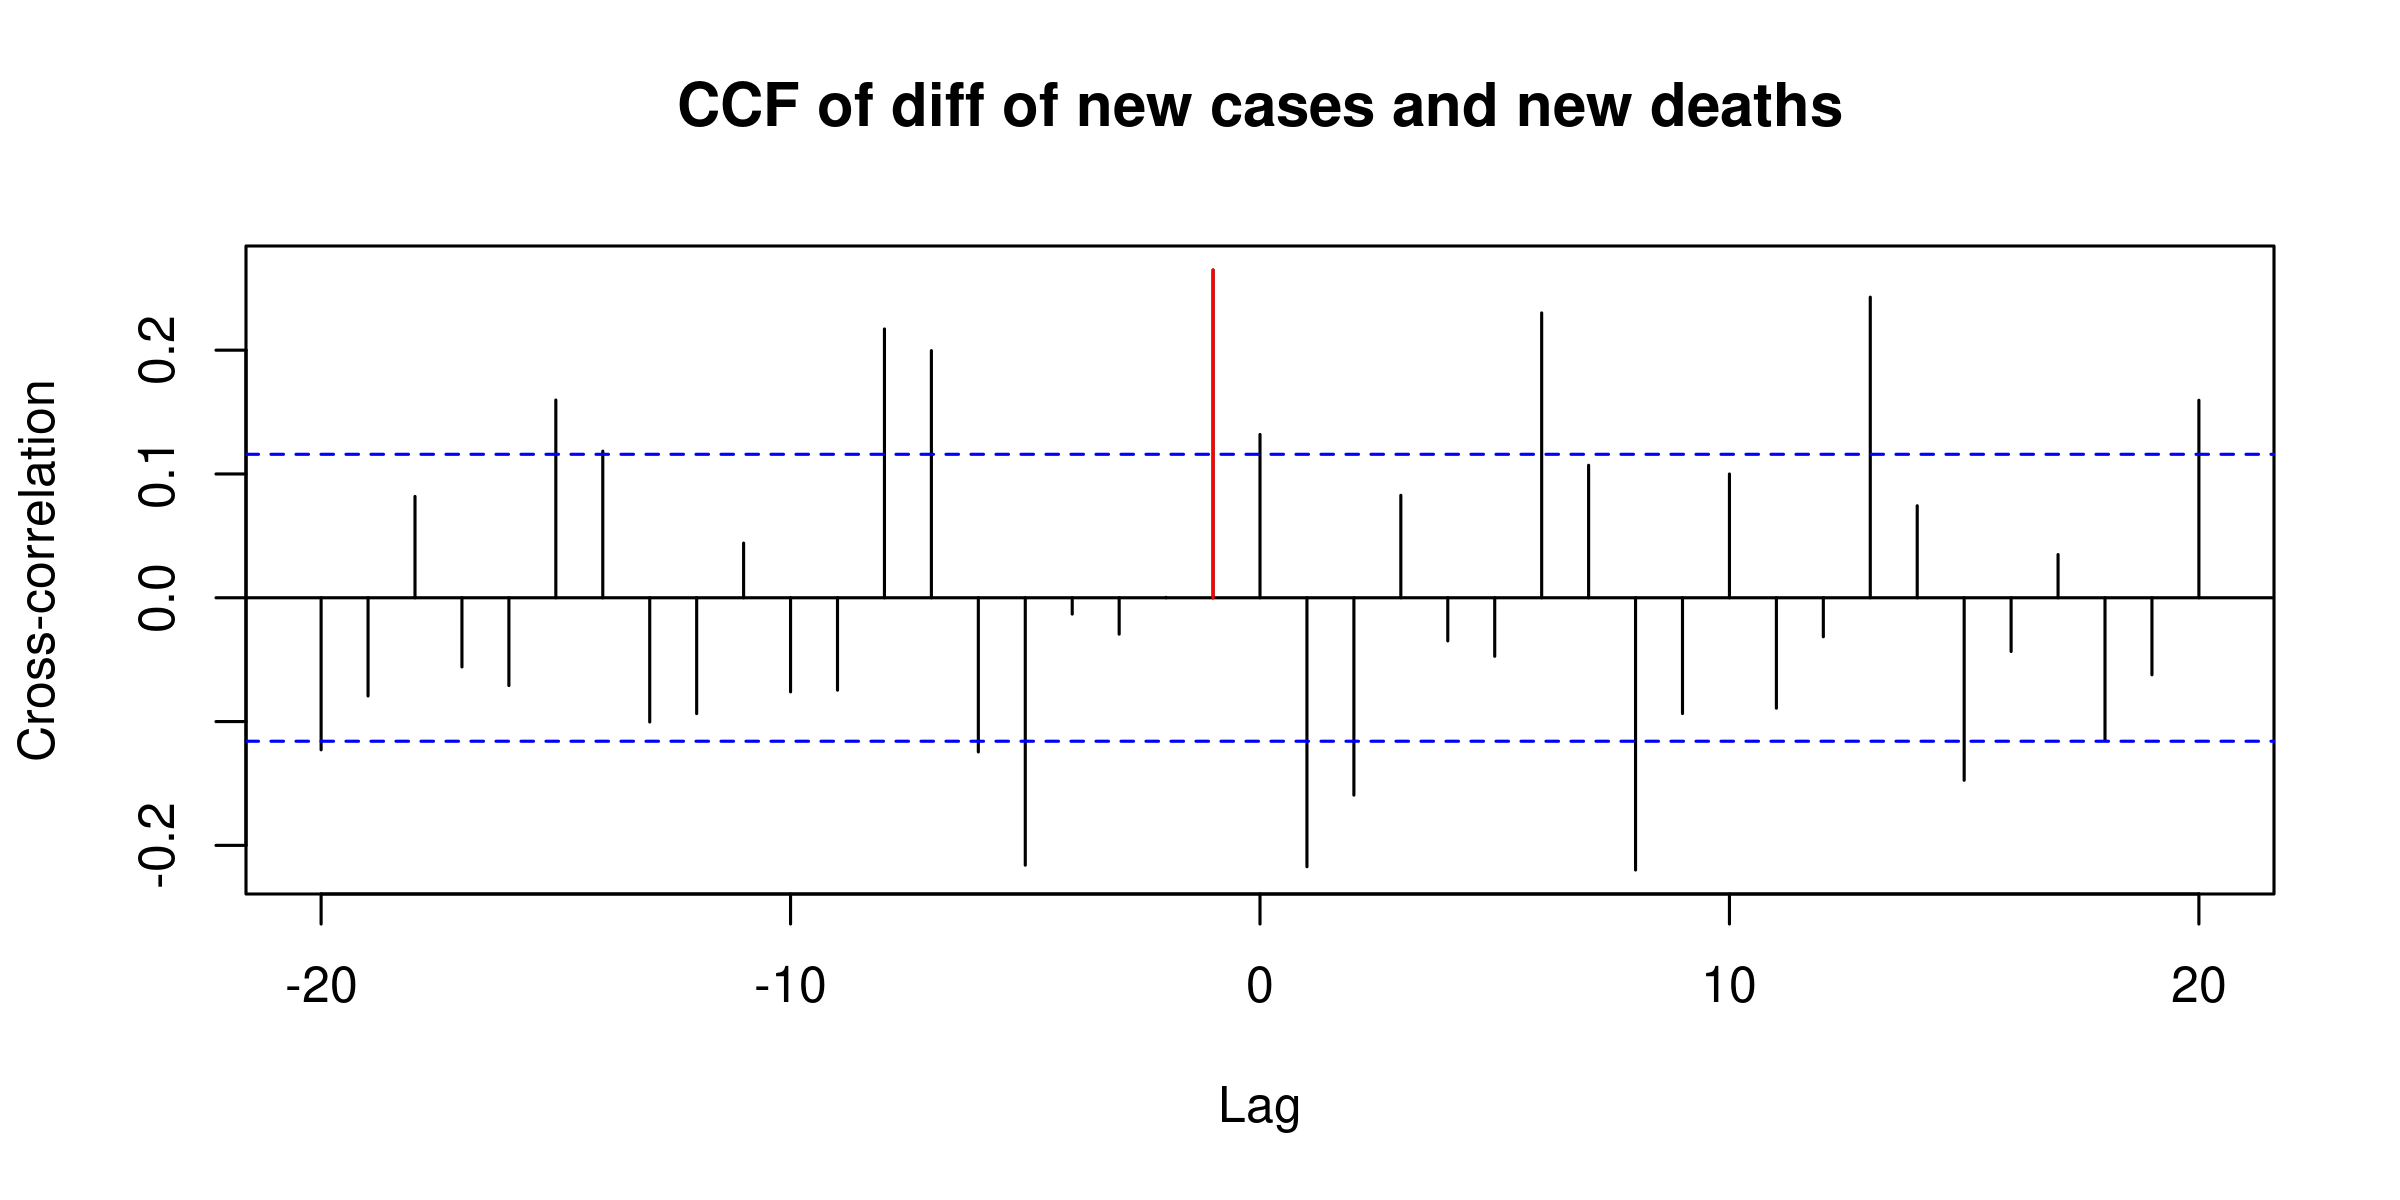 CCF of diff of new cases and new deaths
Cross-correlation
0.2
0.1
0.0
-0.2
-20 -10 0 10 20
Lag